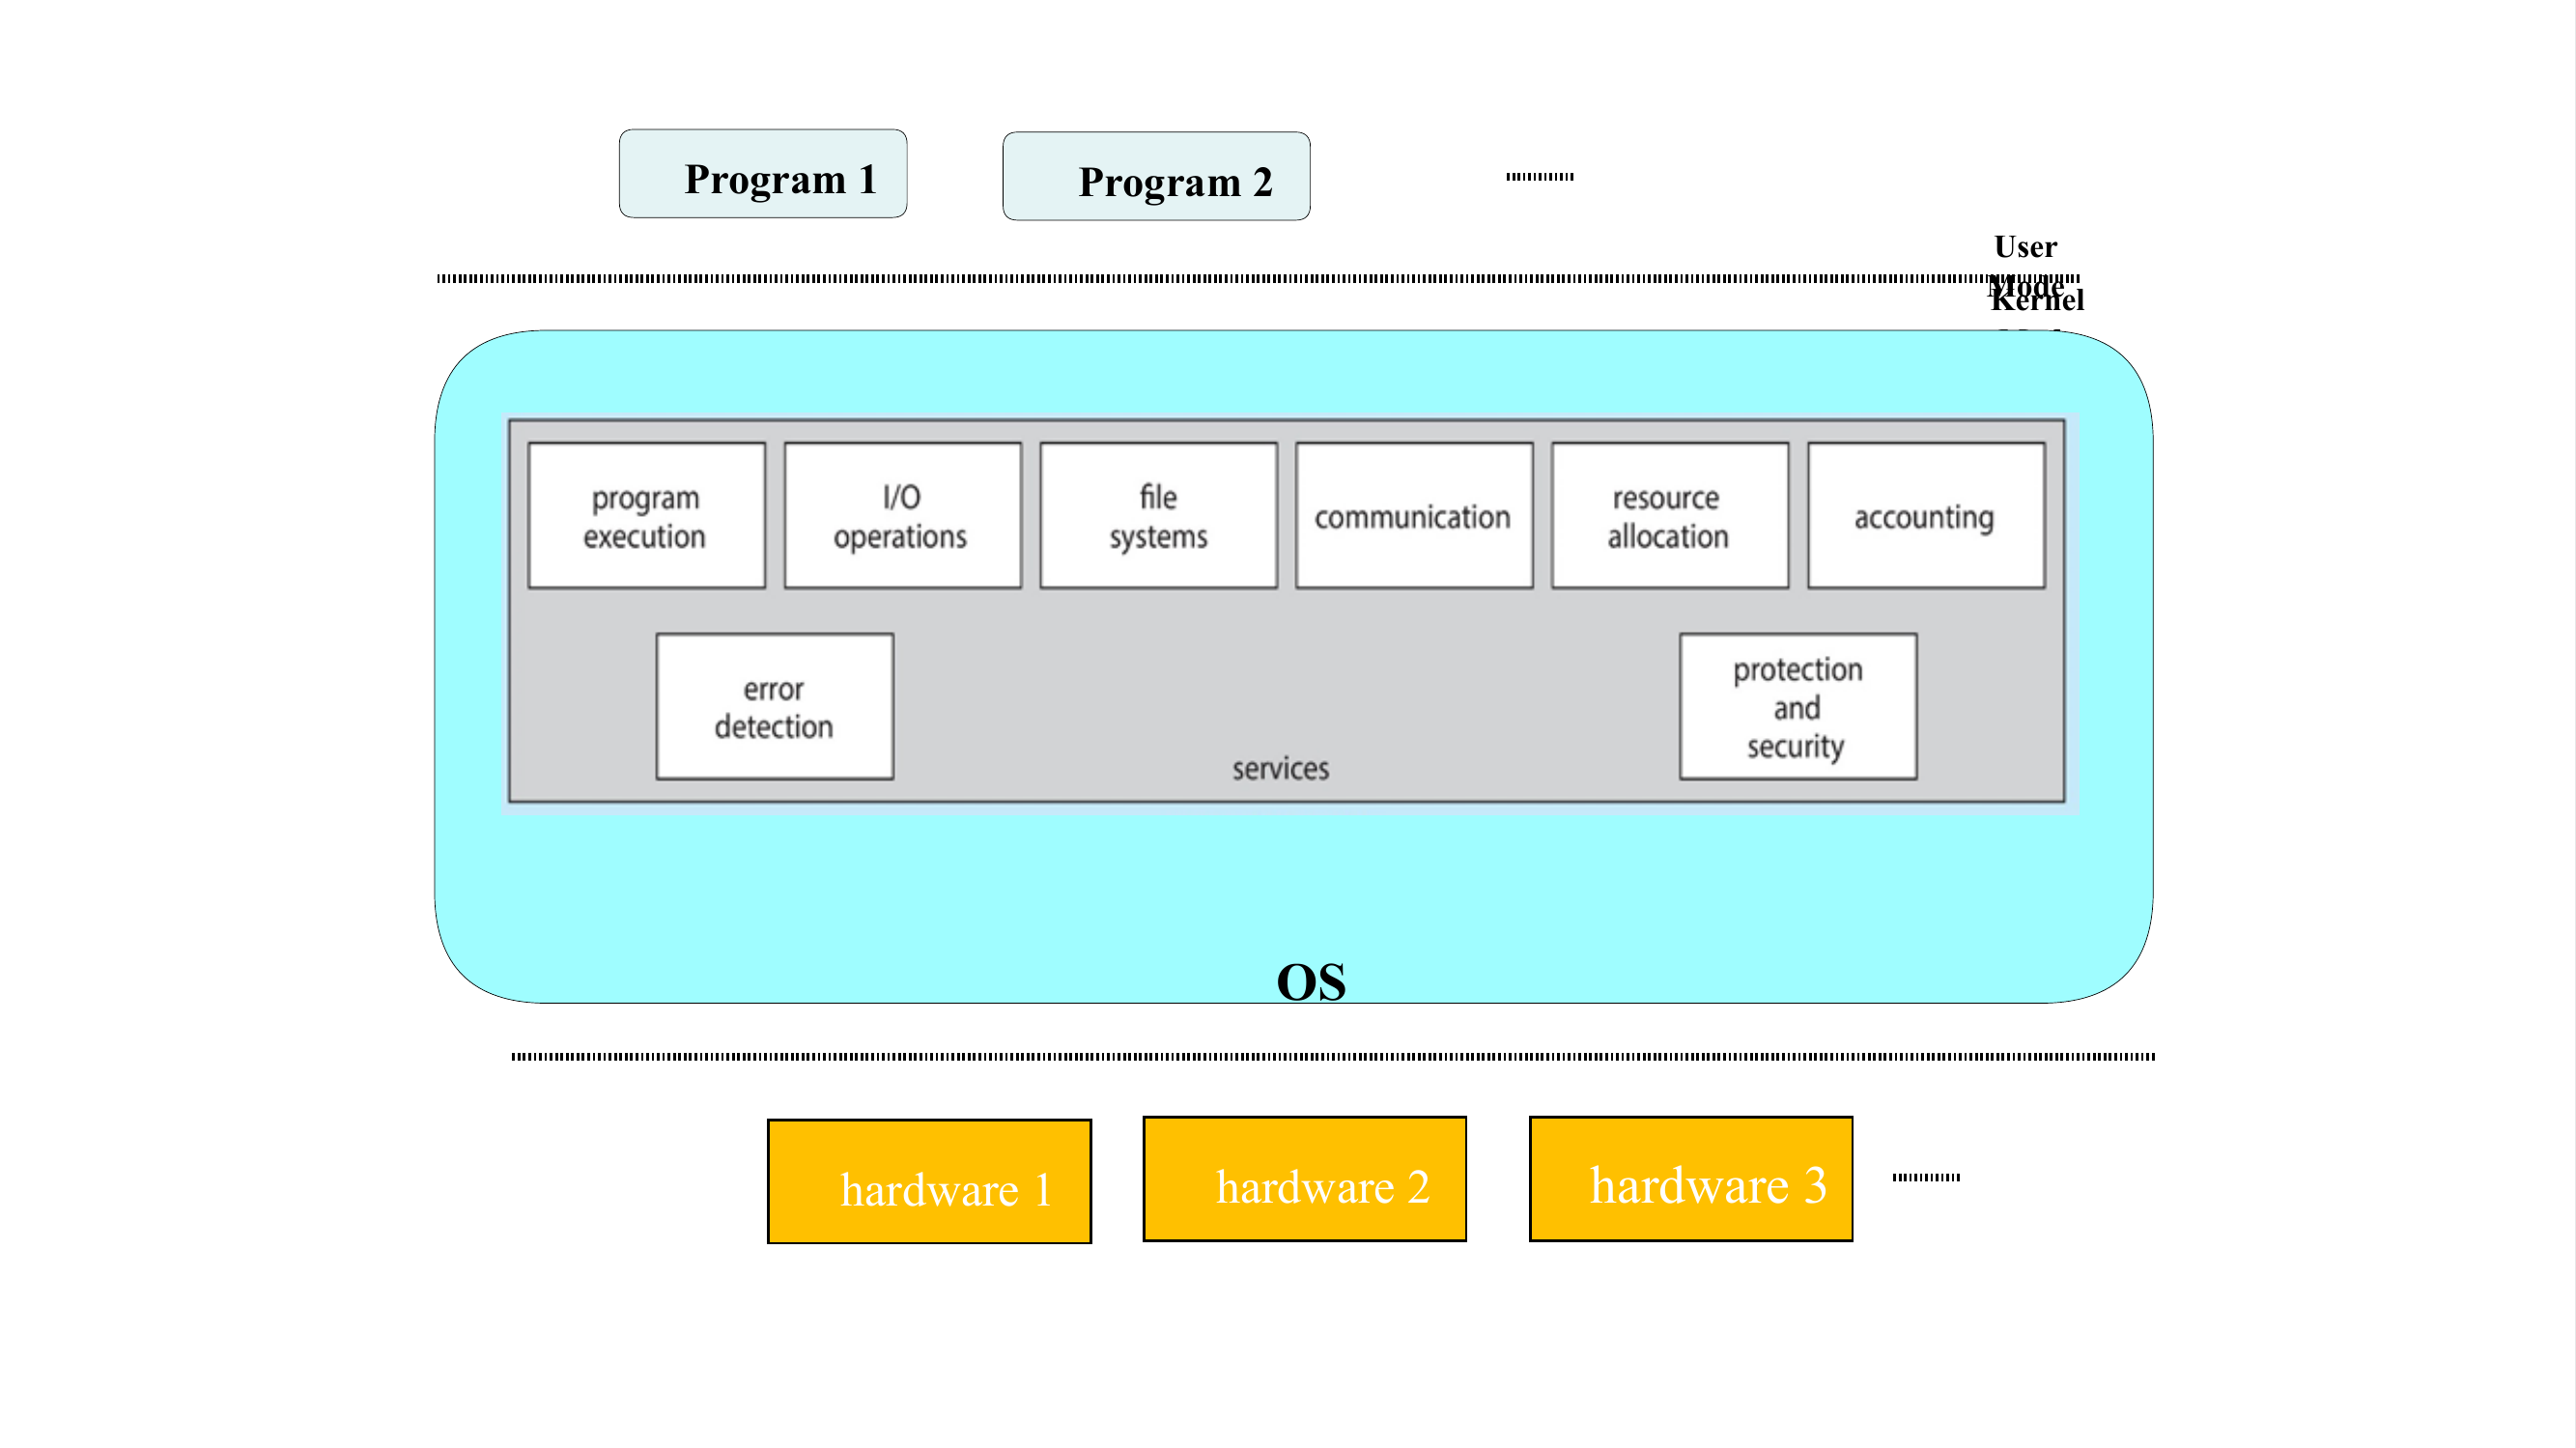 Program 1
Program 2
User
Mode
Kernel
program
execution
I/O
operations
file
systems
communication
resource
allocation
accounting
error
detection
protection
and
security
services
OS
hardware 1
hardware 2
hardware 3